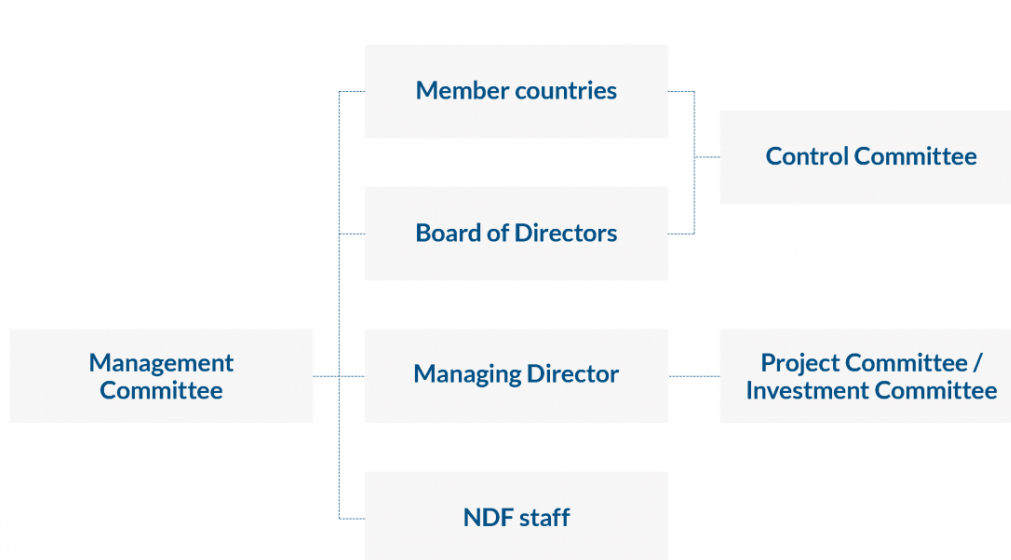 Member countries
Control Committee
Board of Directors
Management
Committee
Managing Director
Project Committee /
Investment Committee
NDF staff